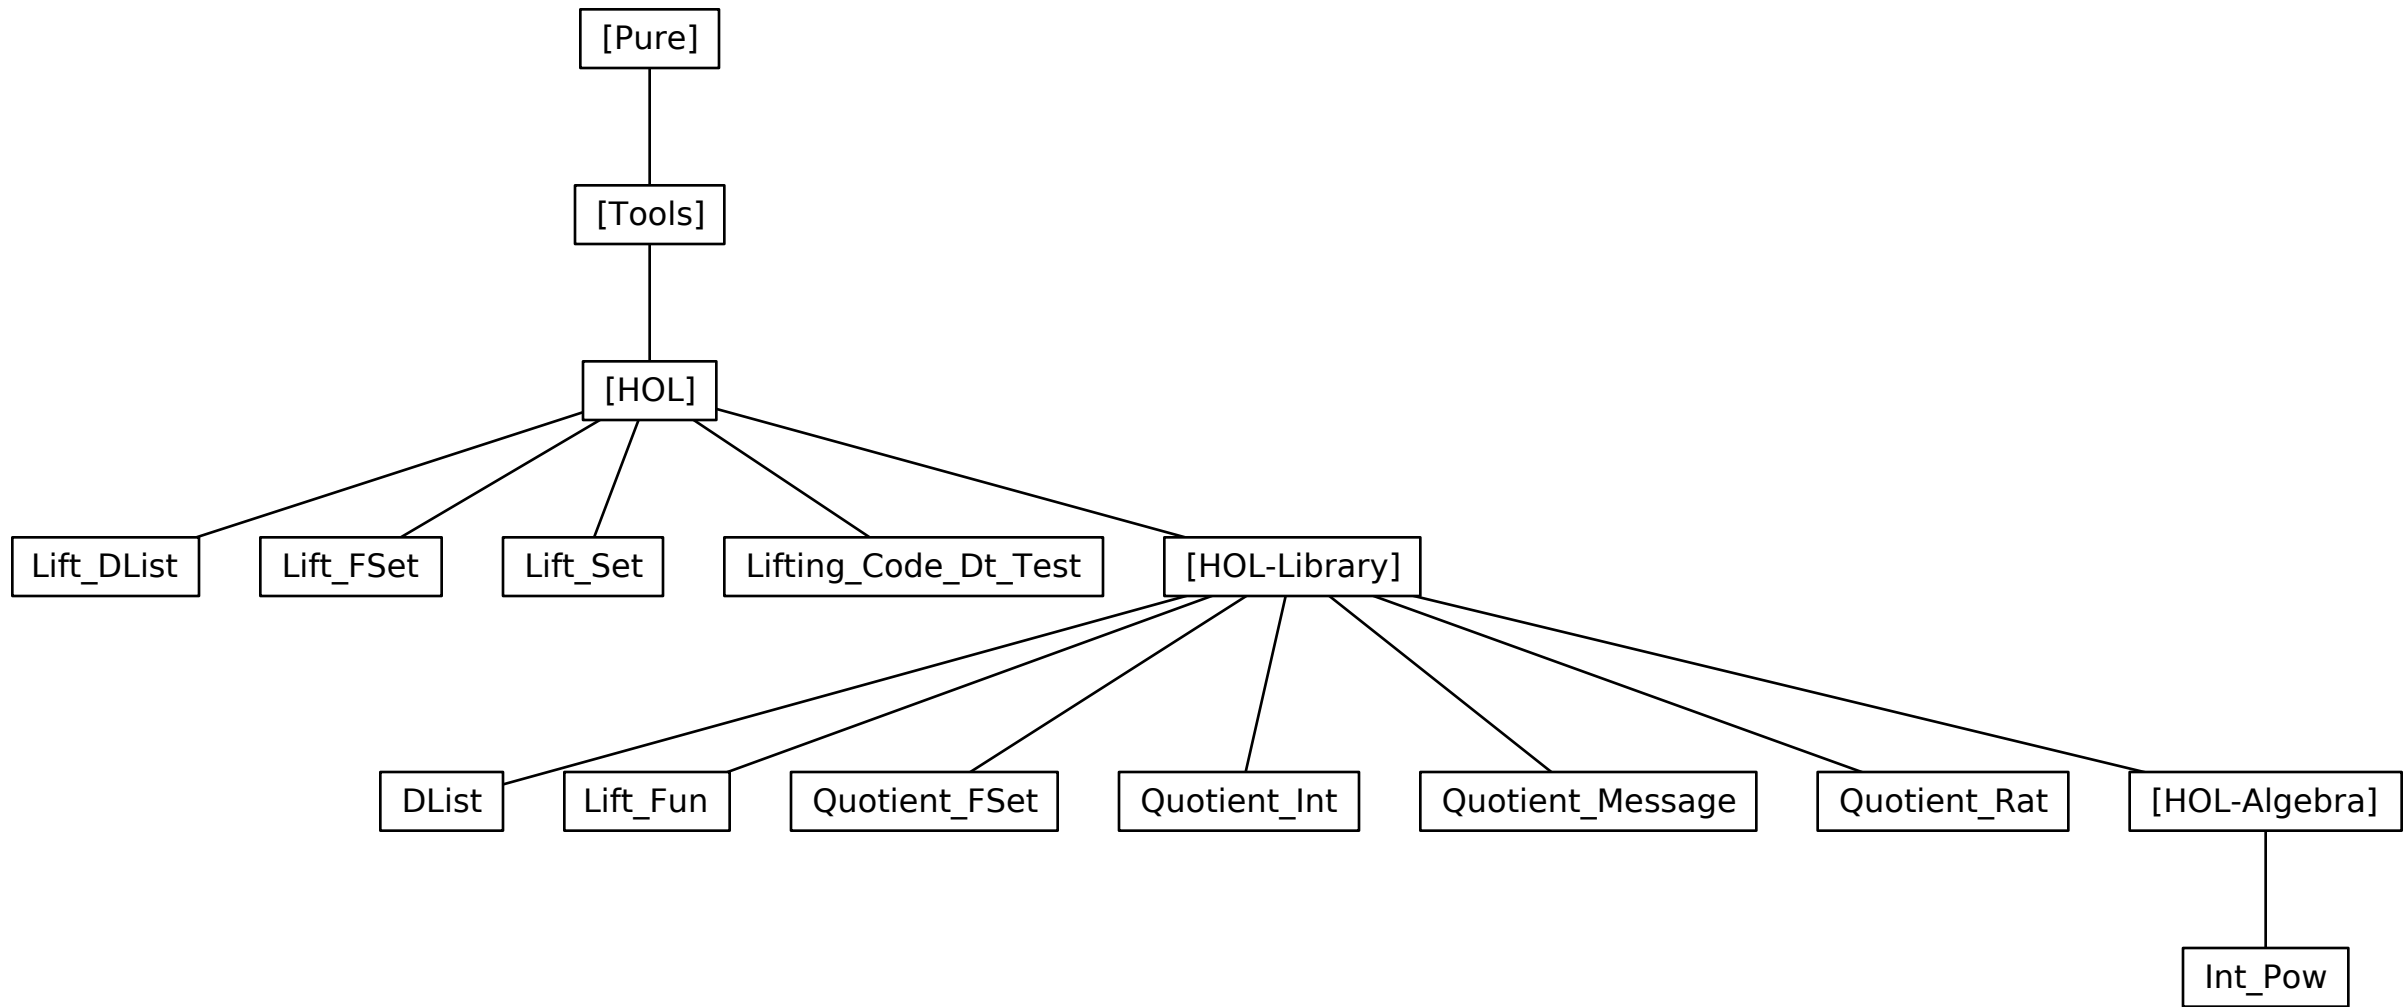 [Pure]
[Tools]
[HOL]
Lift_DList
Lift_FSet
Lift_Set
Lifting_Code_Dt_Test
[HOL-Library]
DList
Lift_Fun
Quotient_FSet
Quotient_Int
Quotient_Message
Quotient_Rat
[HOL-Algebra]
Int_Pow